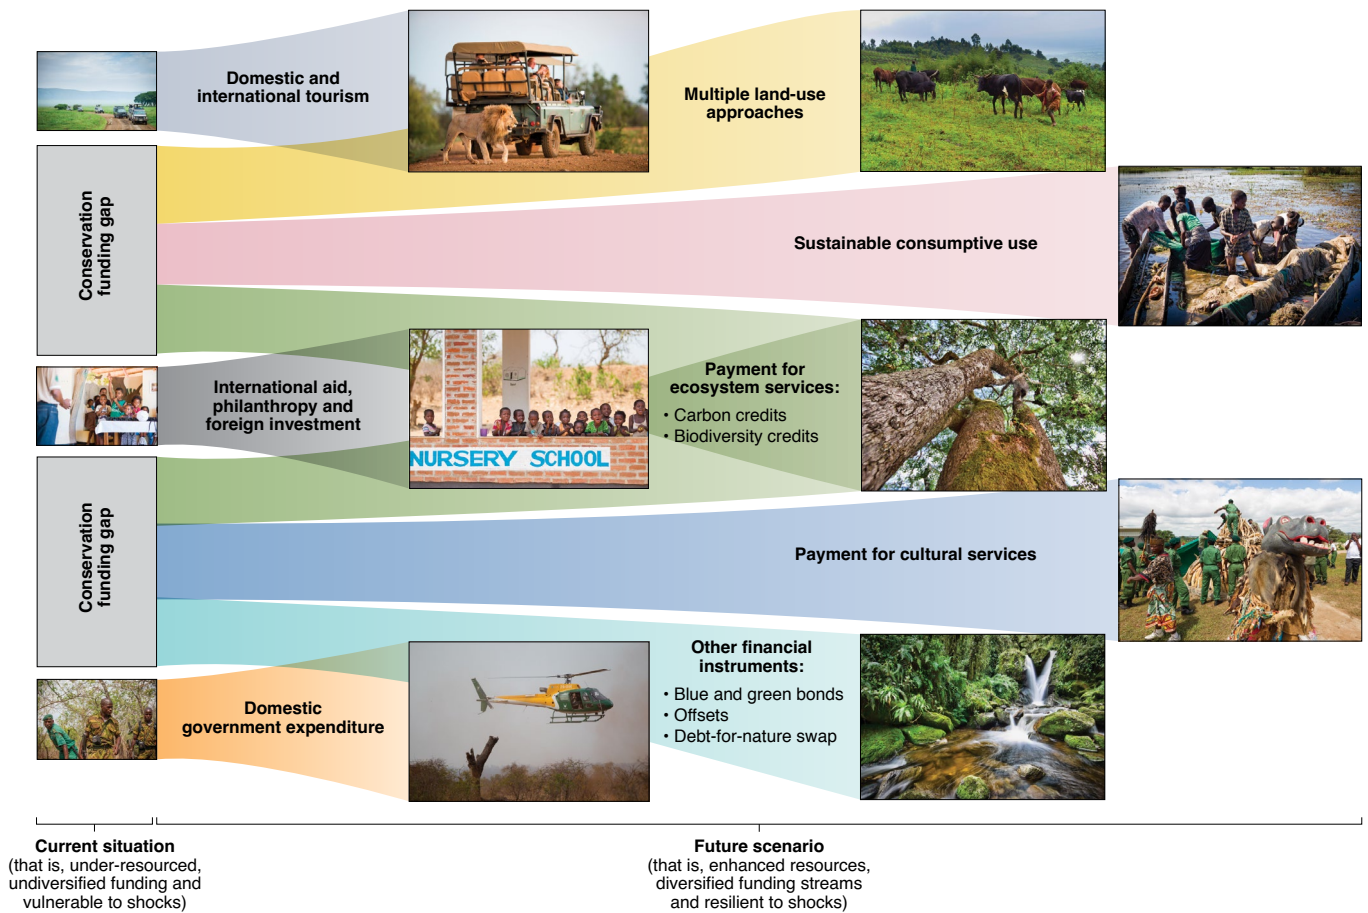 Domestic and
international tourism
Multiple land-use
approaches
Conservation
funding gap
Sustainable consumptive use
International aid,
philanthropy and
foreign investment
NURSERY SCHOOL
Payment for
ecosystem services:
• Carbon credits
• Biodiversity credits
Conservation
funding gap
Payment for cultural services
Domestic
government expenditure
Other financial
instruments:
• Blue and green bonds
• Offsets
• Debt-for-nature swap
Current situation
(that is, under-resourced,
undiversified funding and
vulnerable to shocks)
Future scenario
(that is, enhanced resources,
diversified funding streams
and resilient to shocks)